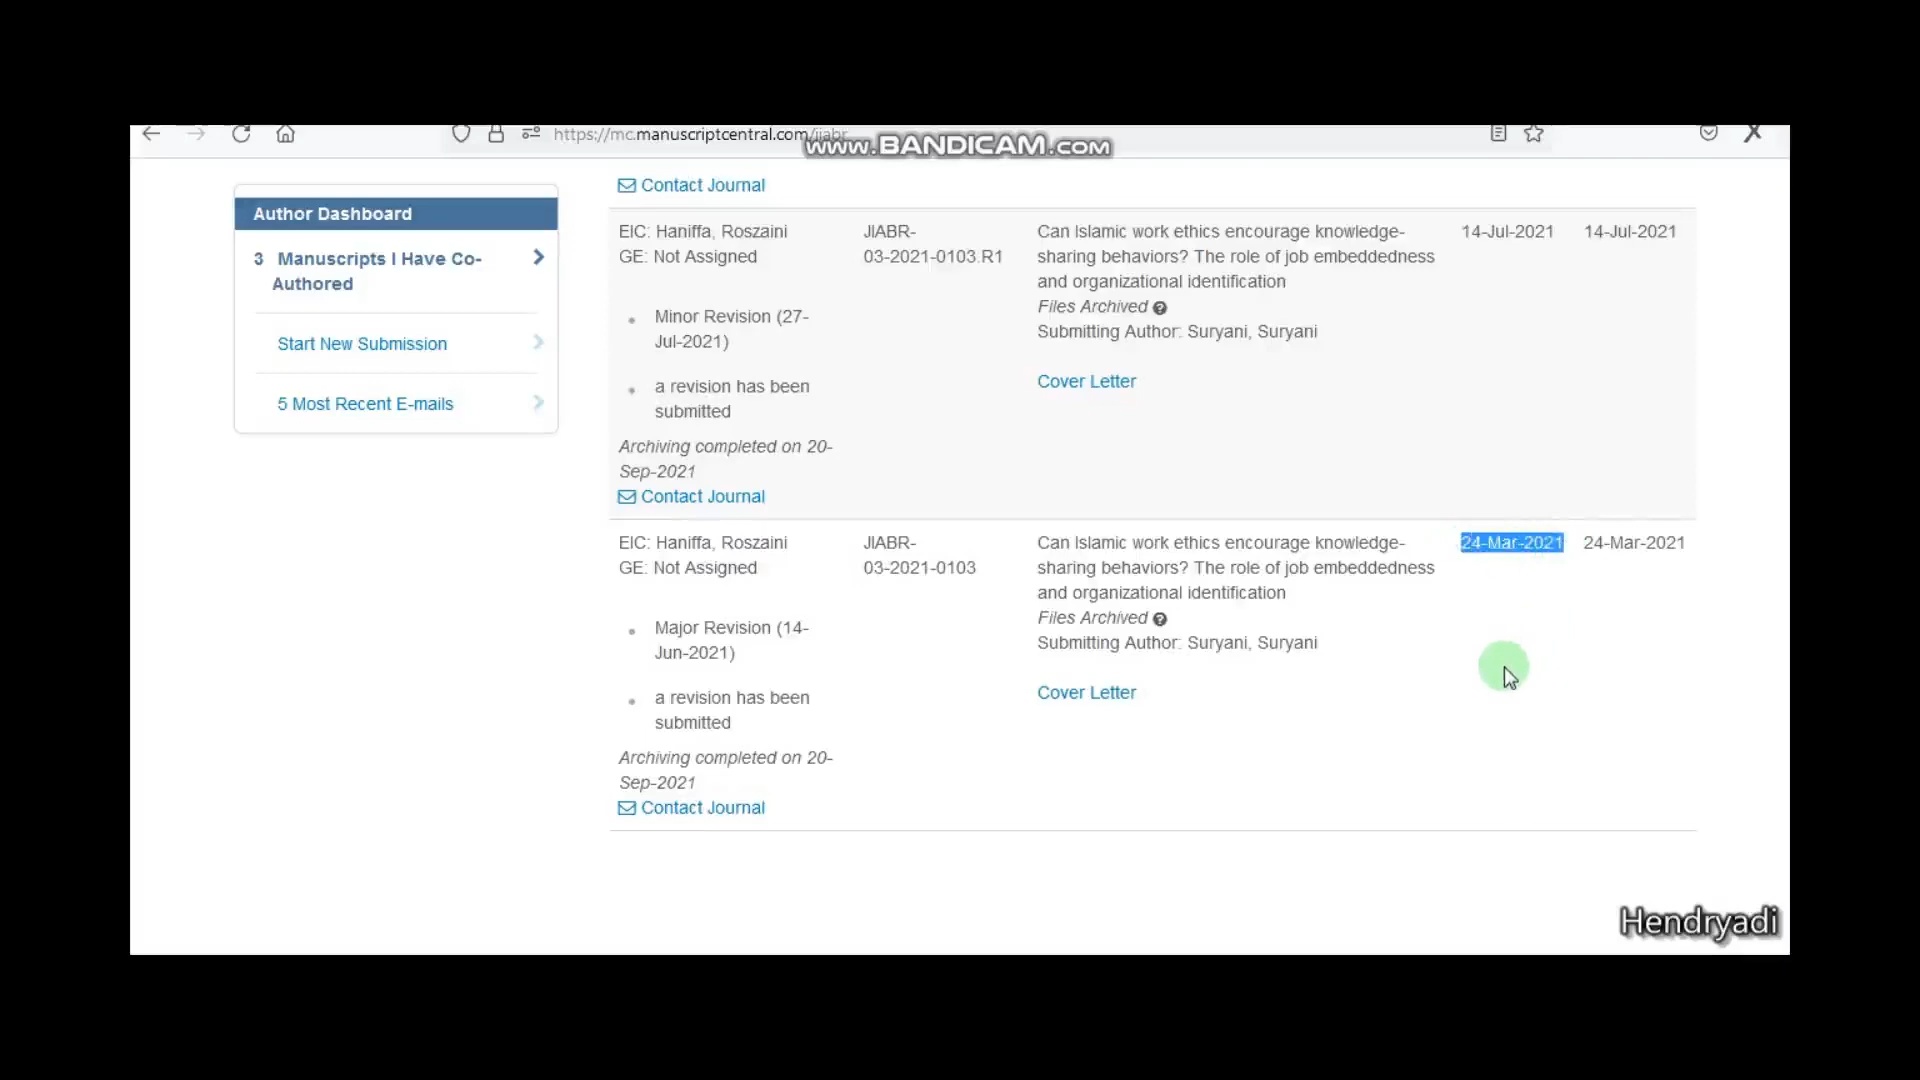 https://mc.manuscriptcentral.com/jiabr
www.BANDICAM.com
Contact Journal
Author Dashboard
3 Manuscripts I Have Co-
Authored
Start New Submission
5 Most Recent E-mails
EIC: Haniffa, Roszaini
GE: Not Assigned
Minor Revision (27-
Jul-2021)
a revision has been
submitted
Archiving completed on 20-
Sep-2021
Contact Journal
JIABR-
03-2021-0103.R1
Can Islamic work ethics encourage knowledge-
sharing behaviors? The role of job embeddedness
and organizational identification
Files Archived
Submitting Author: Suryani, Suryani
Cover Letter
14-Jul-2021
14-Jul-2021
EIC: Haniffa, Roszaini
GE: Not Assigned
Major Revision (14-
Jun-2021)
a revision has been
submitted
Archiving completed on 20-
Sep-2021
Contact Journal
JIABR-
03-2021-0103
Can Islamic work ethics encourage knowledge-
sharing behaviors? The role of job embeddedness
and organizational identification
Files Archived
Submitting Author: Suryani, Suryani
Cover Letter
24-Mar-2021
24-Mar-2021
Hendryadi